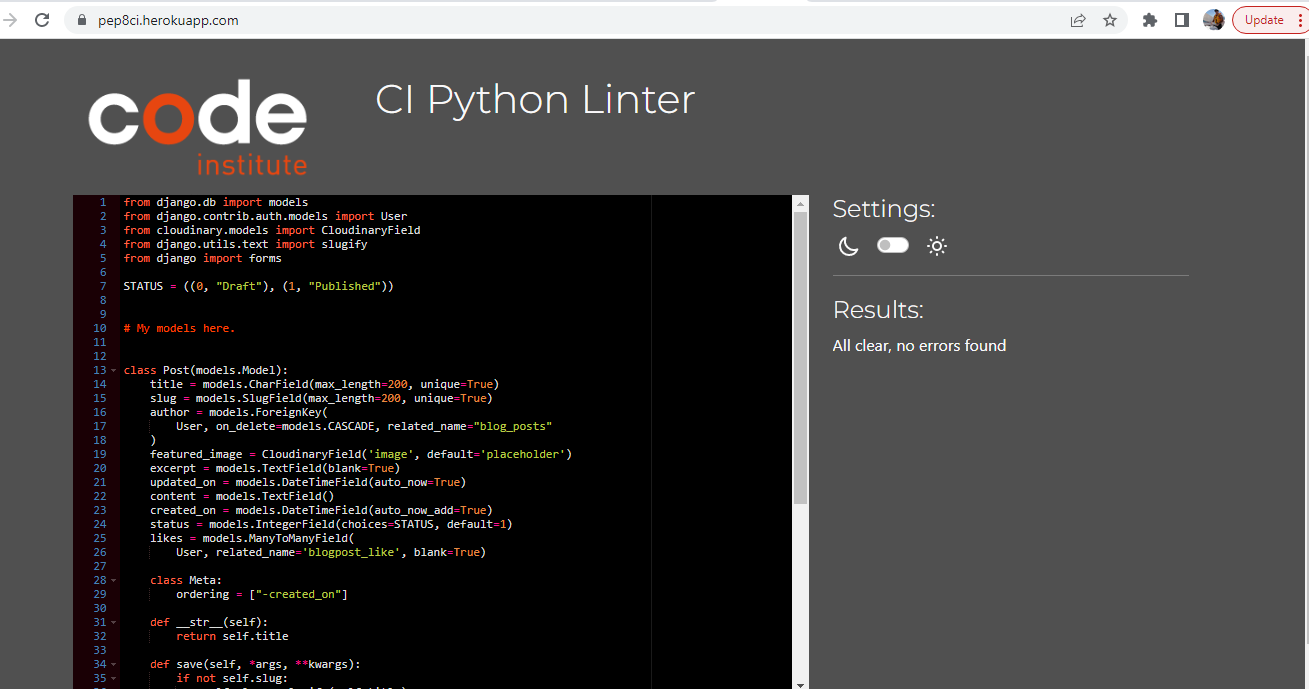 pep8ci.herokuapp.com
Update
code
institute
CI Python Linter
1 from django.db import models
2 from django.contrib.auth.models import User
3 from cloudinary.models import CloudinaryField
4 from django.utils.text import slugify
5 from django import forms
6
7 STATUS = ((0, "Draft"), (1, "Published"))
8
9
10 # My models here.
11
12
13 class Post(models.Model):
14     title = models.CharField(max_length=200, unique=True)
15     slug = models.SlugField(max_length=200, unique=True)
16     author = models.ForeignKey(
17         User, on_delete=models.CASCADE, related_name="blog_posts"
18     )
19     featured_image = CloudinaryField('image', default='placeholder')
20     excerpt = models.TextField(blank=True)
21     updated_on = models.DateTimeField(auto_now=True)
22     content = models.TextField()
23     created_on = models.DateTimeField(auto_now_add=True)
24     status = models.IntegerField(choices=STATUS, default=1)
25     likes = models.ManyToManyField(
26         User, related_name='blogpost_like', blank=True)
27
28     class Meta:
29         ordering = ["-created_on"]
30
31     def __str__(self):
32         return self.title
33
34     def save(self, *args, **kwargs):
35         if not self.slug:
Settings:
Results:
All clear, no errors found